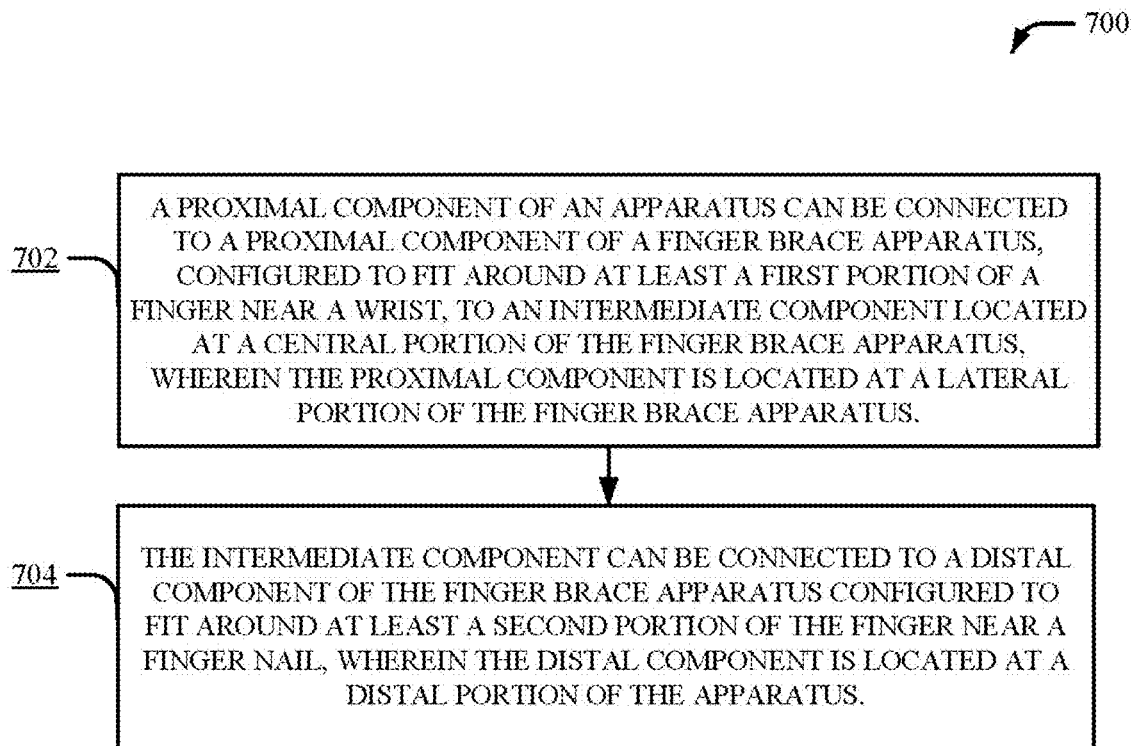 700
702
A PROXIMAL COMPONENT OF AN APPARATUS CAN BE CONNECTED
TO A PROXIMAL COMPONENT OF A FINGER BRACE APPARATUS,
CONFIGURED TO FIT AROUND AT LEAST A FIRST PORTION OF A
FINGER NEAR A WRIST, TO AN INTERMEDIATE COMPONENT LOCATED
AT A CENTRAL PORTION OF THE FINGER BRACE APPARATUS,
WHEREIN THE PROXIMAL COMPONENT IS LOCATED AT A LATERAL
PORTION OF THE FINGER BRACE APPARATUS.
704
THE INTERMEDIATE COMPONENT CAN BE CONNECTED TO A DISTAL
COMPONENT OF THE FINGER BRACE APPARATUS CONFIGURED TO
FIT AROUND AT LEAST A SECOND PORTION OF THE FINGER NEAR A
FINGER NAIL, WHEREIN THE DISTAL COMPONENT IS LOCATED AT A
DISTAL PORTION OF THE APPARATUS.